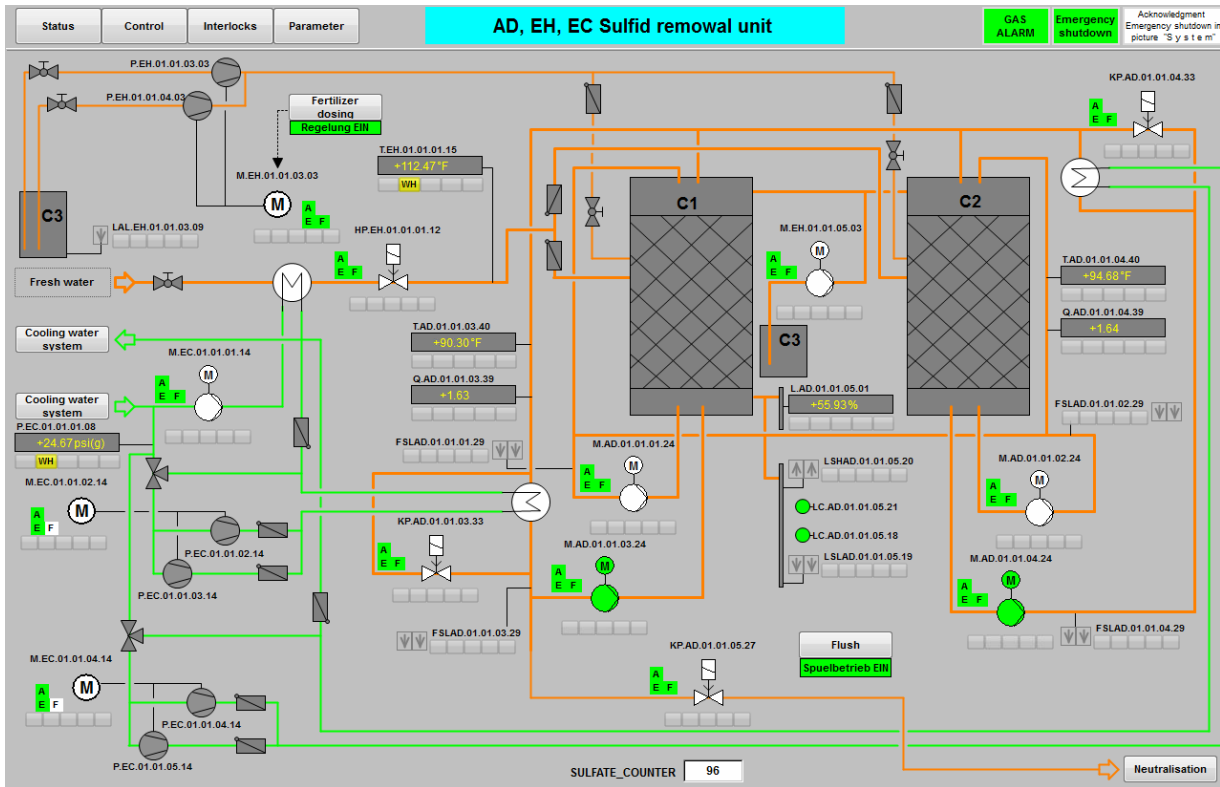 Status
Control
Interlocks
Parameter
AD, EH, EC Sulfid remowal unit
GAS
ALARM
Emergency
shutdown
Acknowledgment
Emergency shutdown in
picture "S y s t e m"
P.EH.01.01.03.03
P.EH.01.01.04.03
Fertilizer
dosing
Regelung EIN
KP.AD.01.01.04.33
A
E F
T.EH.01.01.01.15
+112.47°F
WH
M.EH.01.01.03.03
M
A
E F
C3
LAL.EH.01.01.03.09
HP.EH.01.01.01.12
A
E F
C1
C2
M.EH.01.01.05.03
M
A
E F
T.AD.01.01.04.40
+94.68°F
Fresh water
Q.AD.01.01.04.39
+1.64
Cooling water
system
T.AD.01.01.03.40
+90.30°F
C3
M.EC.01.01.01.14
M
A
E F
Q.AD.01.01.03.39
+1.63
L.AD.01.01.05.01
+55.93%
Cooling water
system
P.EC.01.01.01.08
+24.67psi(g)
WH
FSLAD.01.01.02.29
FSLAD.01.01.01.29
M.AD.01.01.01.24
M
A
E F
LSHAD.01.01.05.20
M.AD.01.01.02.24
M
A
E F
M.EC.01.01.02.14
M
A
E F
LC.AD.01.01.05.21
KP.AD.01.01.03.33
A
E F
LC.AD.01.01.05.18
P.EC.01.01.02.14
M.AD.01.01.03.24
M
A
E F
LSLAD.01.01.05.19
M.AD.01.01.04.24
M
A
E F
P.EC.01.01.03.14
FSLAD.01.01.03.29
FSLAD.01.01.04.29
Flush
Spuelbetrieb EIN
KP.AD.01.01.05.27
A
E F
M.EC.01.01.04.14
M
A
E F
P.EC.01.01.04.14
P.EC.01.01.05.14
SULFATE_COUNTER
96
Neutralisation